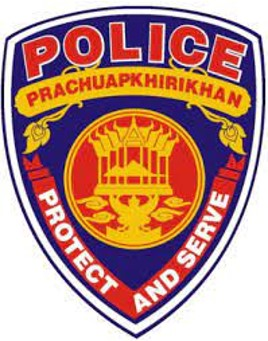 POLICE
PRACHUAPKHIRIKHAN
PROTECT AND SERVE